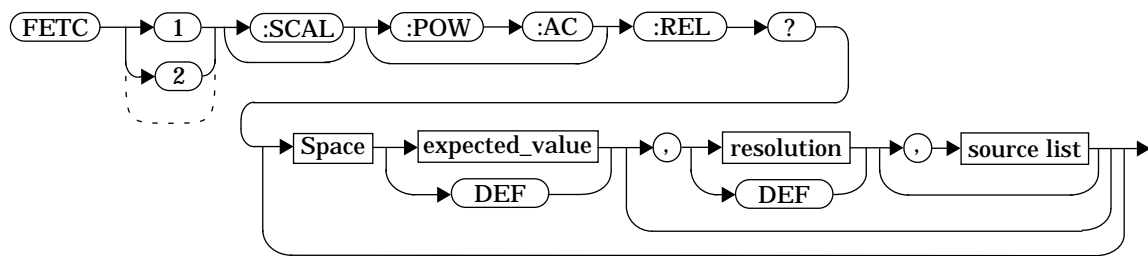 FETC 1 :SCAL :POW :AC :REL ?
2
Space expected_value , resolution , source list
DEF DEF